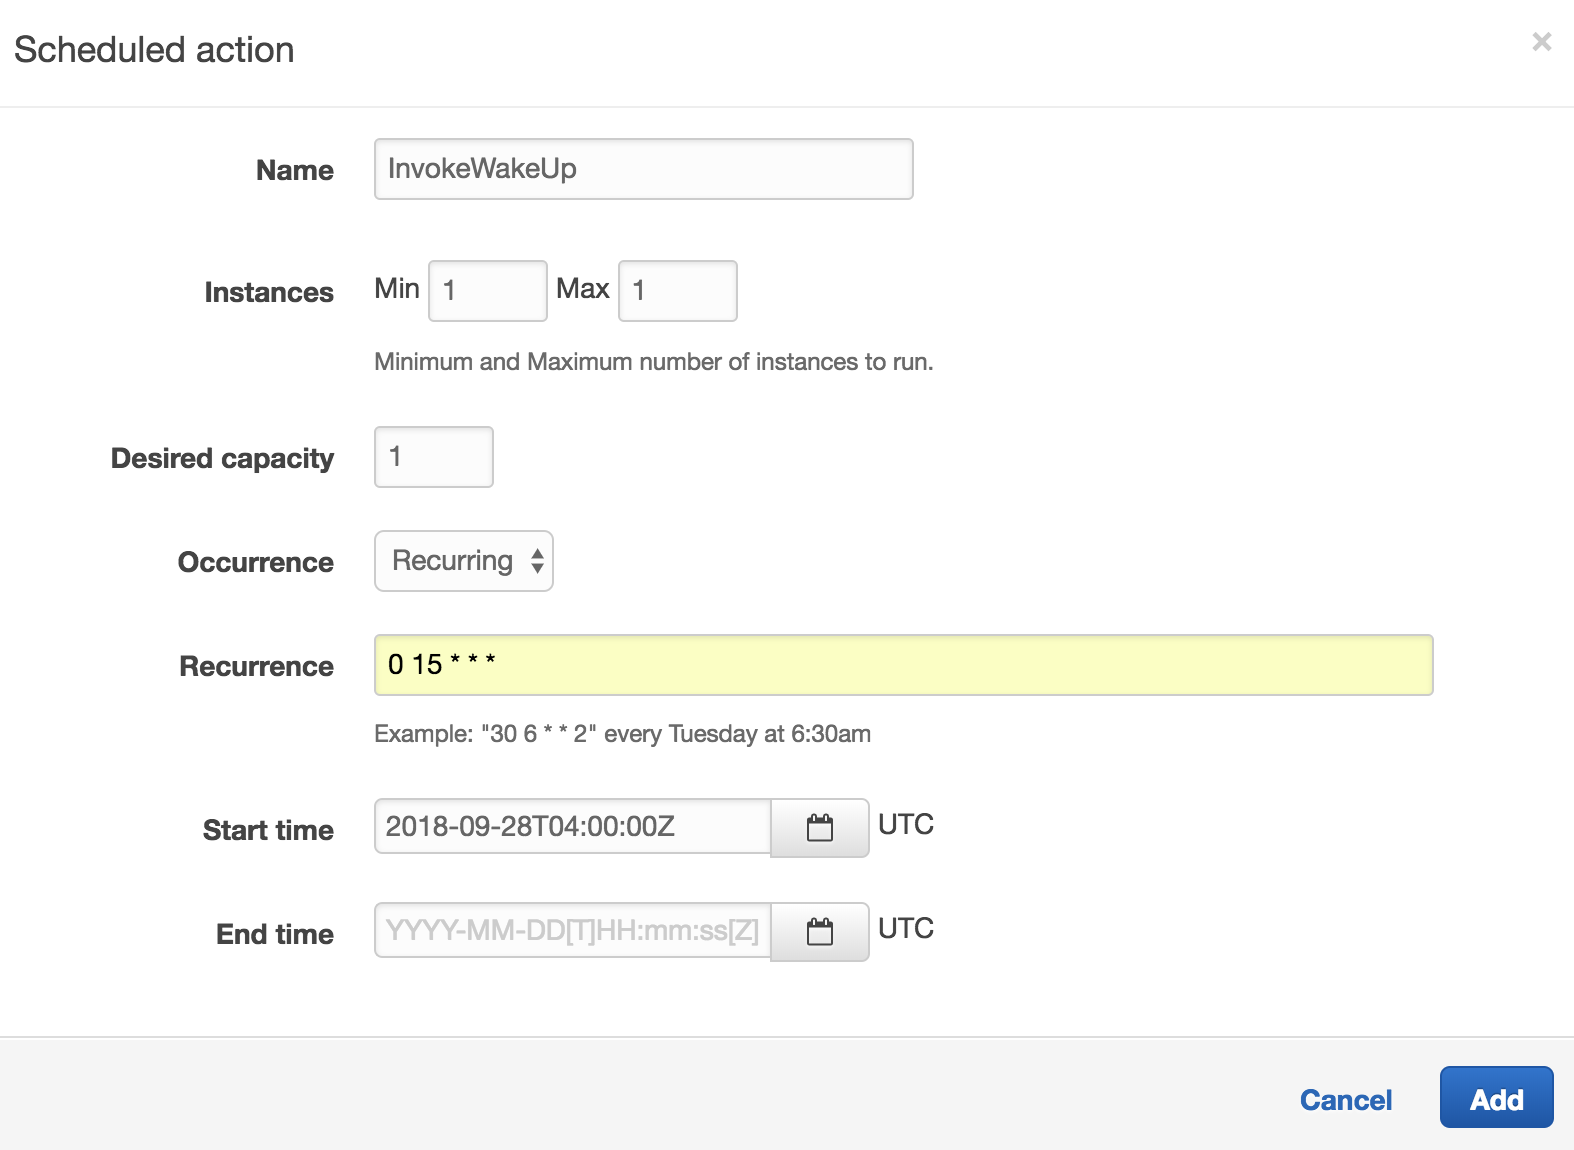 Scheduled action ×
Name InvokeWakeUp
Instances Min 1 Max 1
Minimum and Maximum number of instances to run.
Desired capacity 1
Occurrence Recurring
Recurrence 0 15 * * *
Example: "30 6 * * 2" every Tuesday at 6:30am
Start time 2018-09-28T04:00:00Z UTC
End time YYYY-MM-DD[T]HH:mm:ss[Z] UTC
Cancel Add